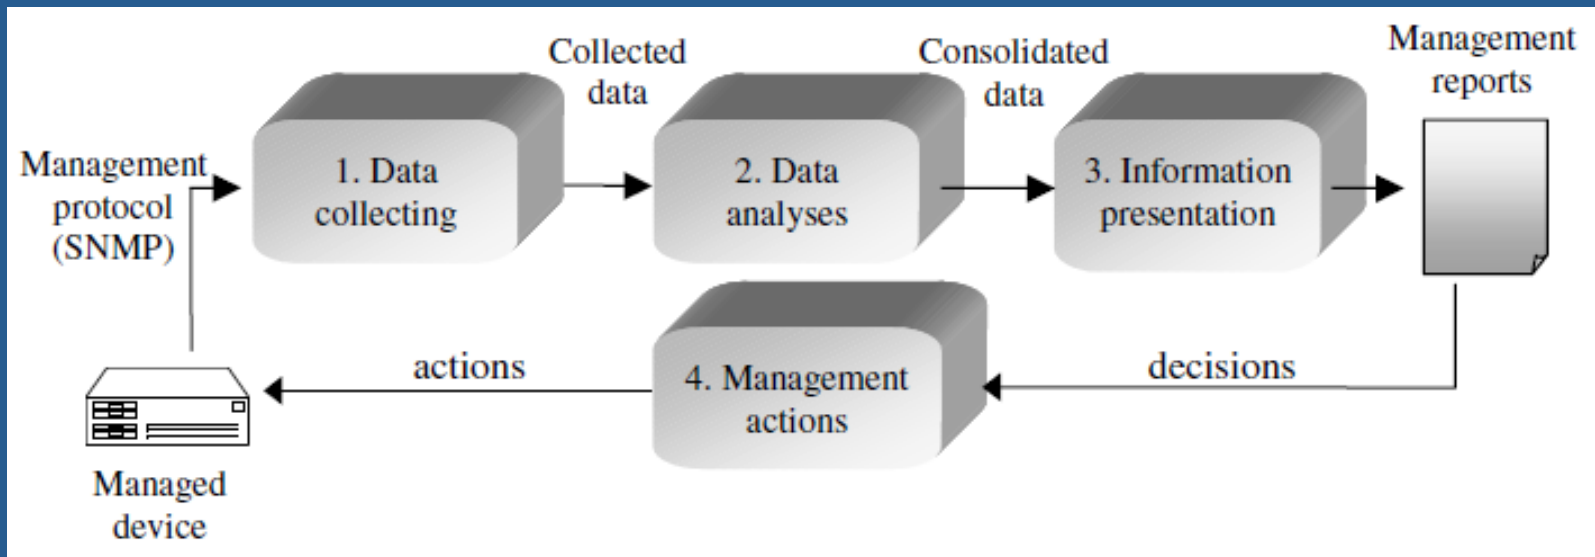 Management
protocol
(SNMP)
1. Data
collecting
Collected
data
2. Data
analyses
Consolidated
data
3. Information
presentation
Management
reports
decisions
4. Management
actions
actions
Managed
device